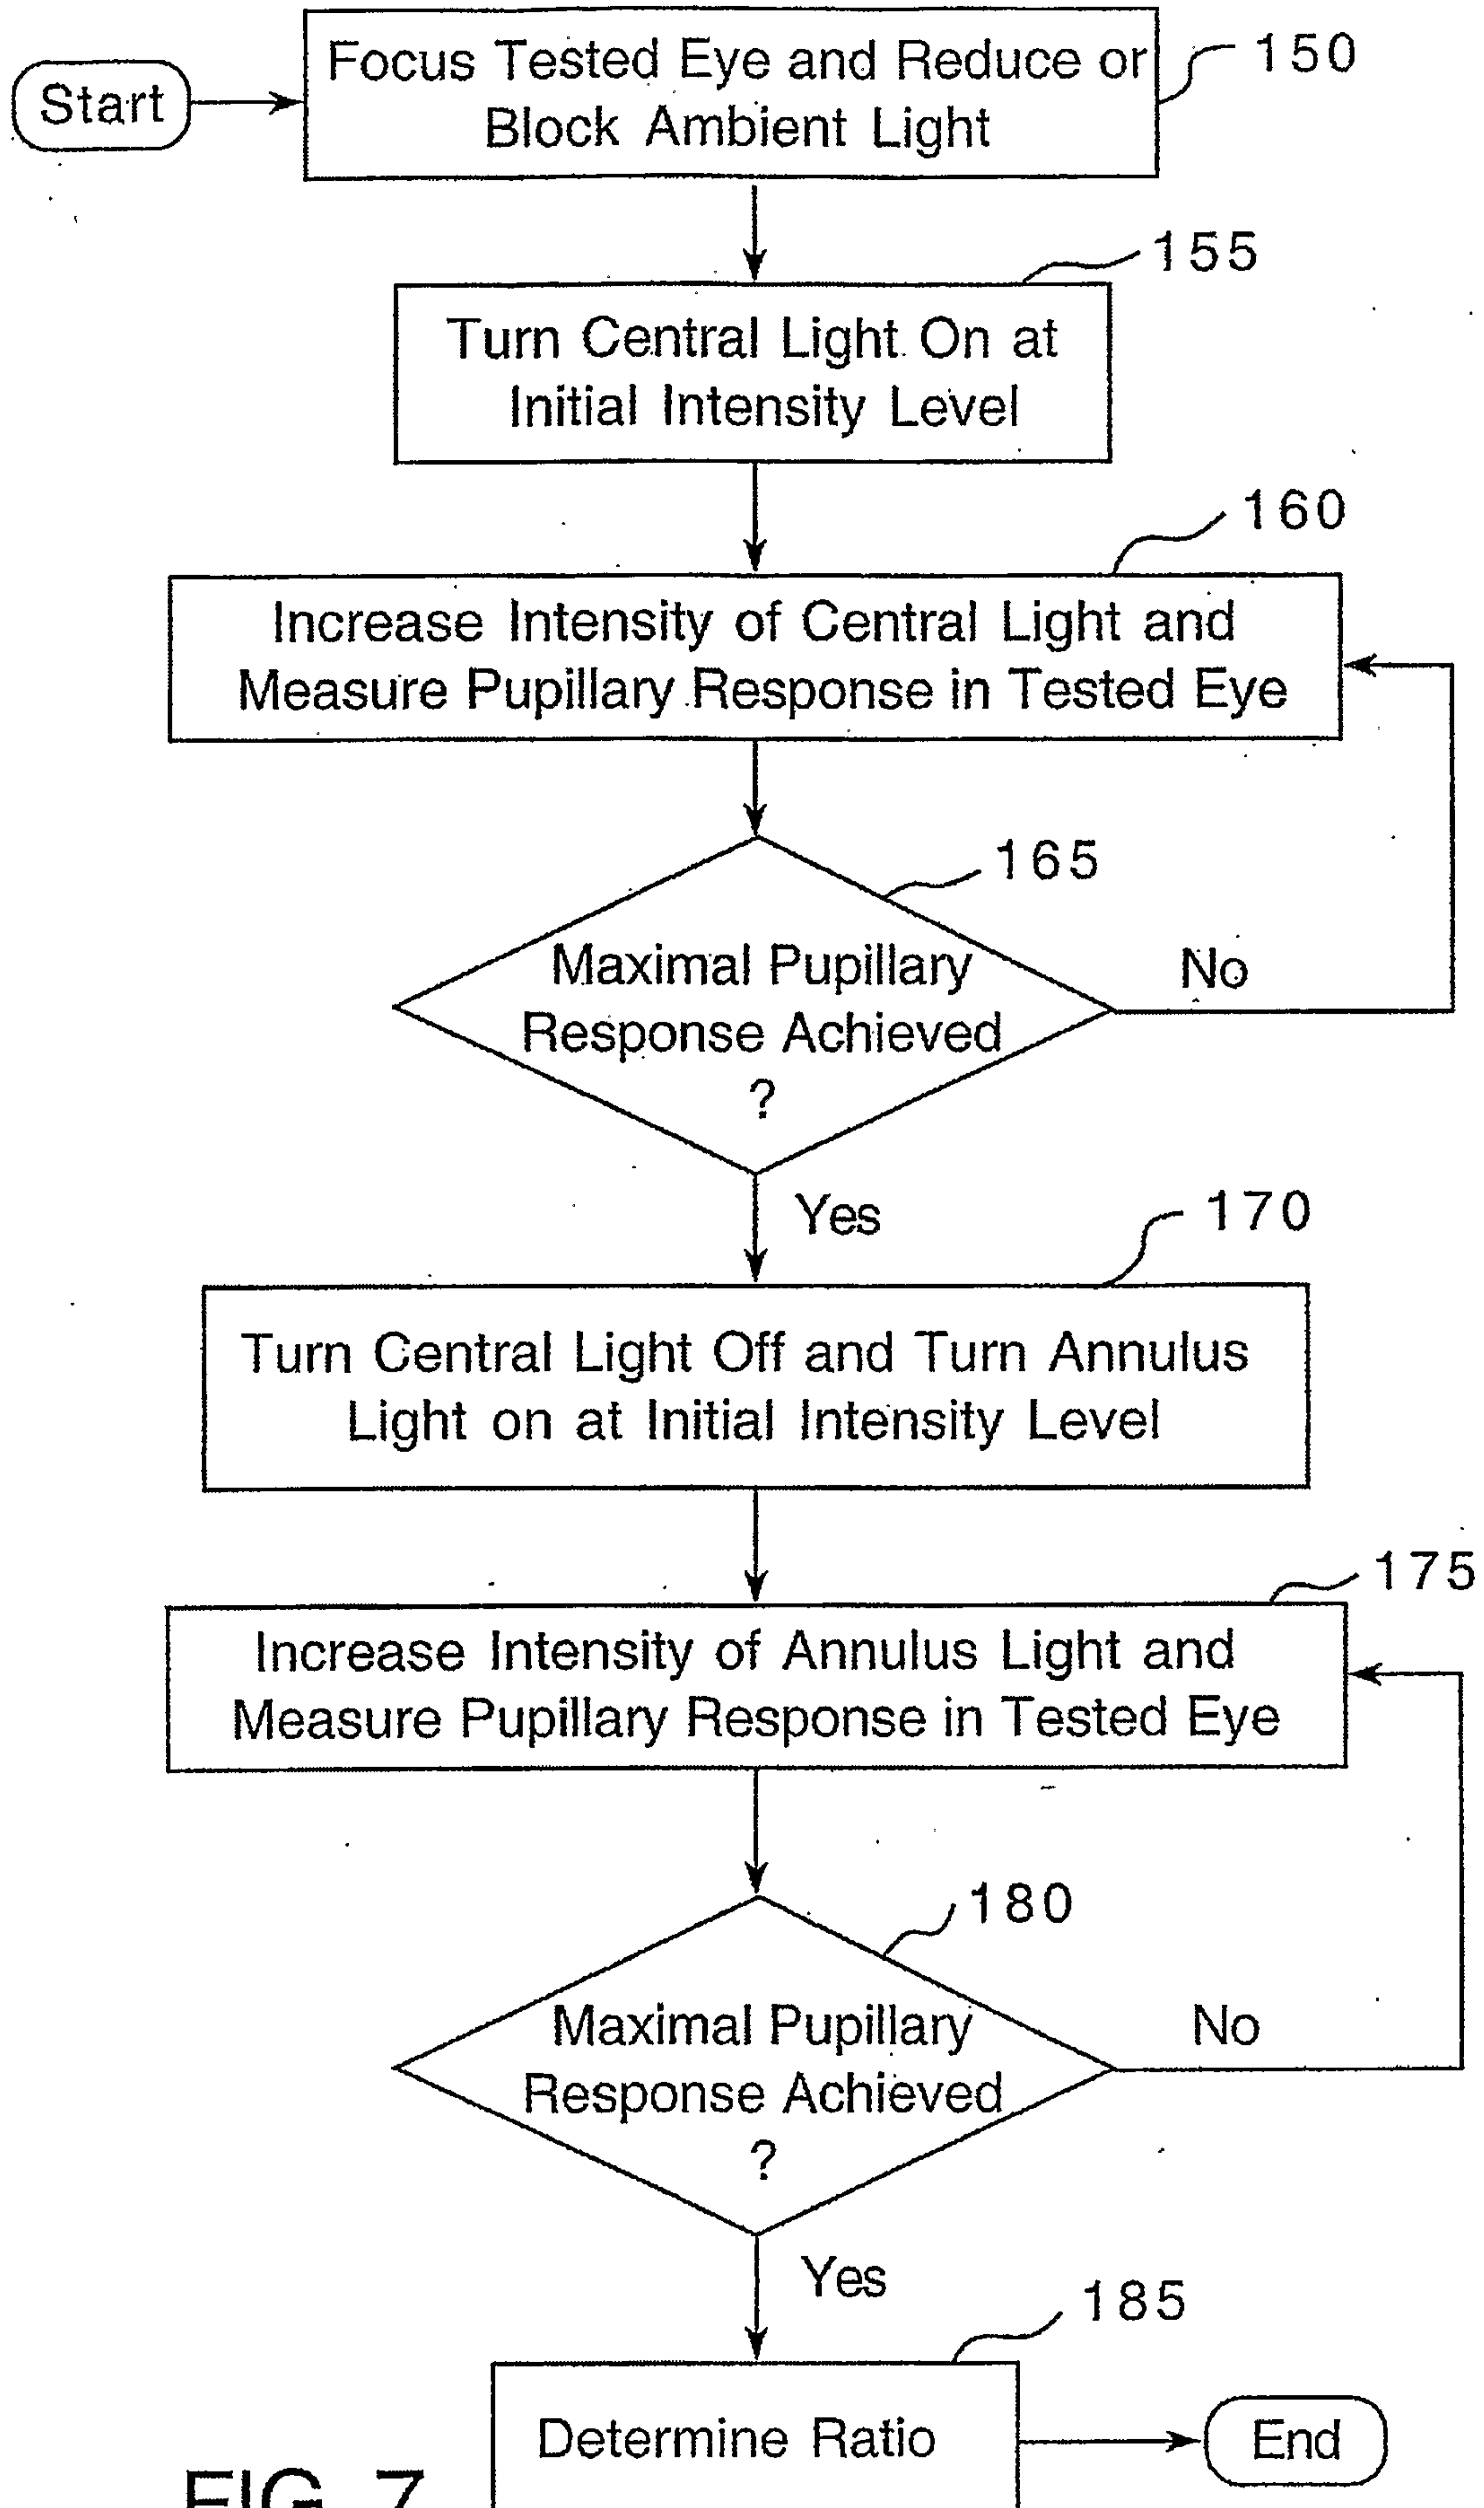 Start
Focus Tested Eye and Reduce or
Block Ambient Light
150
155
Turn Central Light On at
Initial Intensity Level
160
Increase Intensity of Central Light and
Measure Pupillary Response in Tested Eye
165
Maximal Pupillary
Response Achieved
?
No
Yes
170
Turn Central Light Off and Turn Annulus
Light on at Initial Intensity Level
175
Increase Intensity of Annulus Light and
Measure Pupillary Response in Tested Eye
180
Maximal Pupillary
Response Achieved
?
No
Yes
185
Determine Ratio
End
FIG. 7